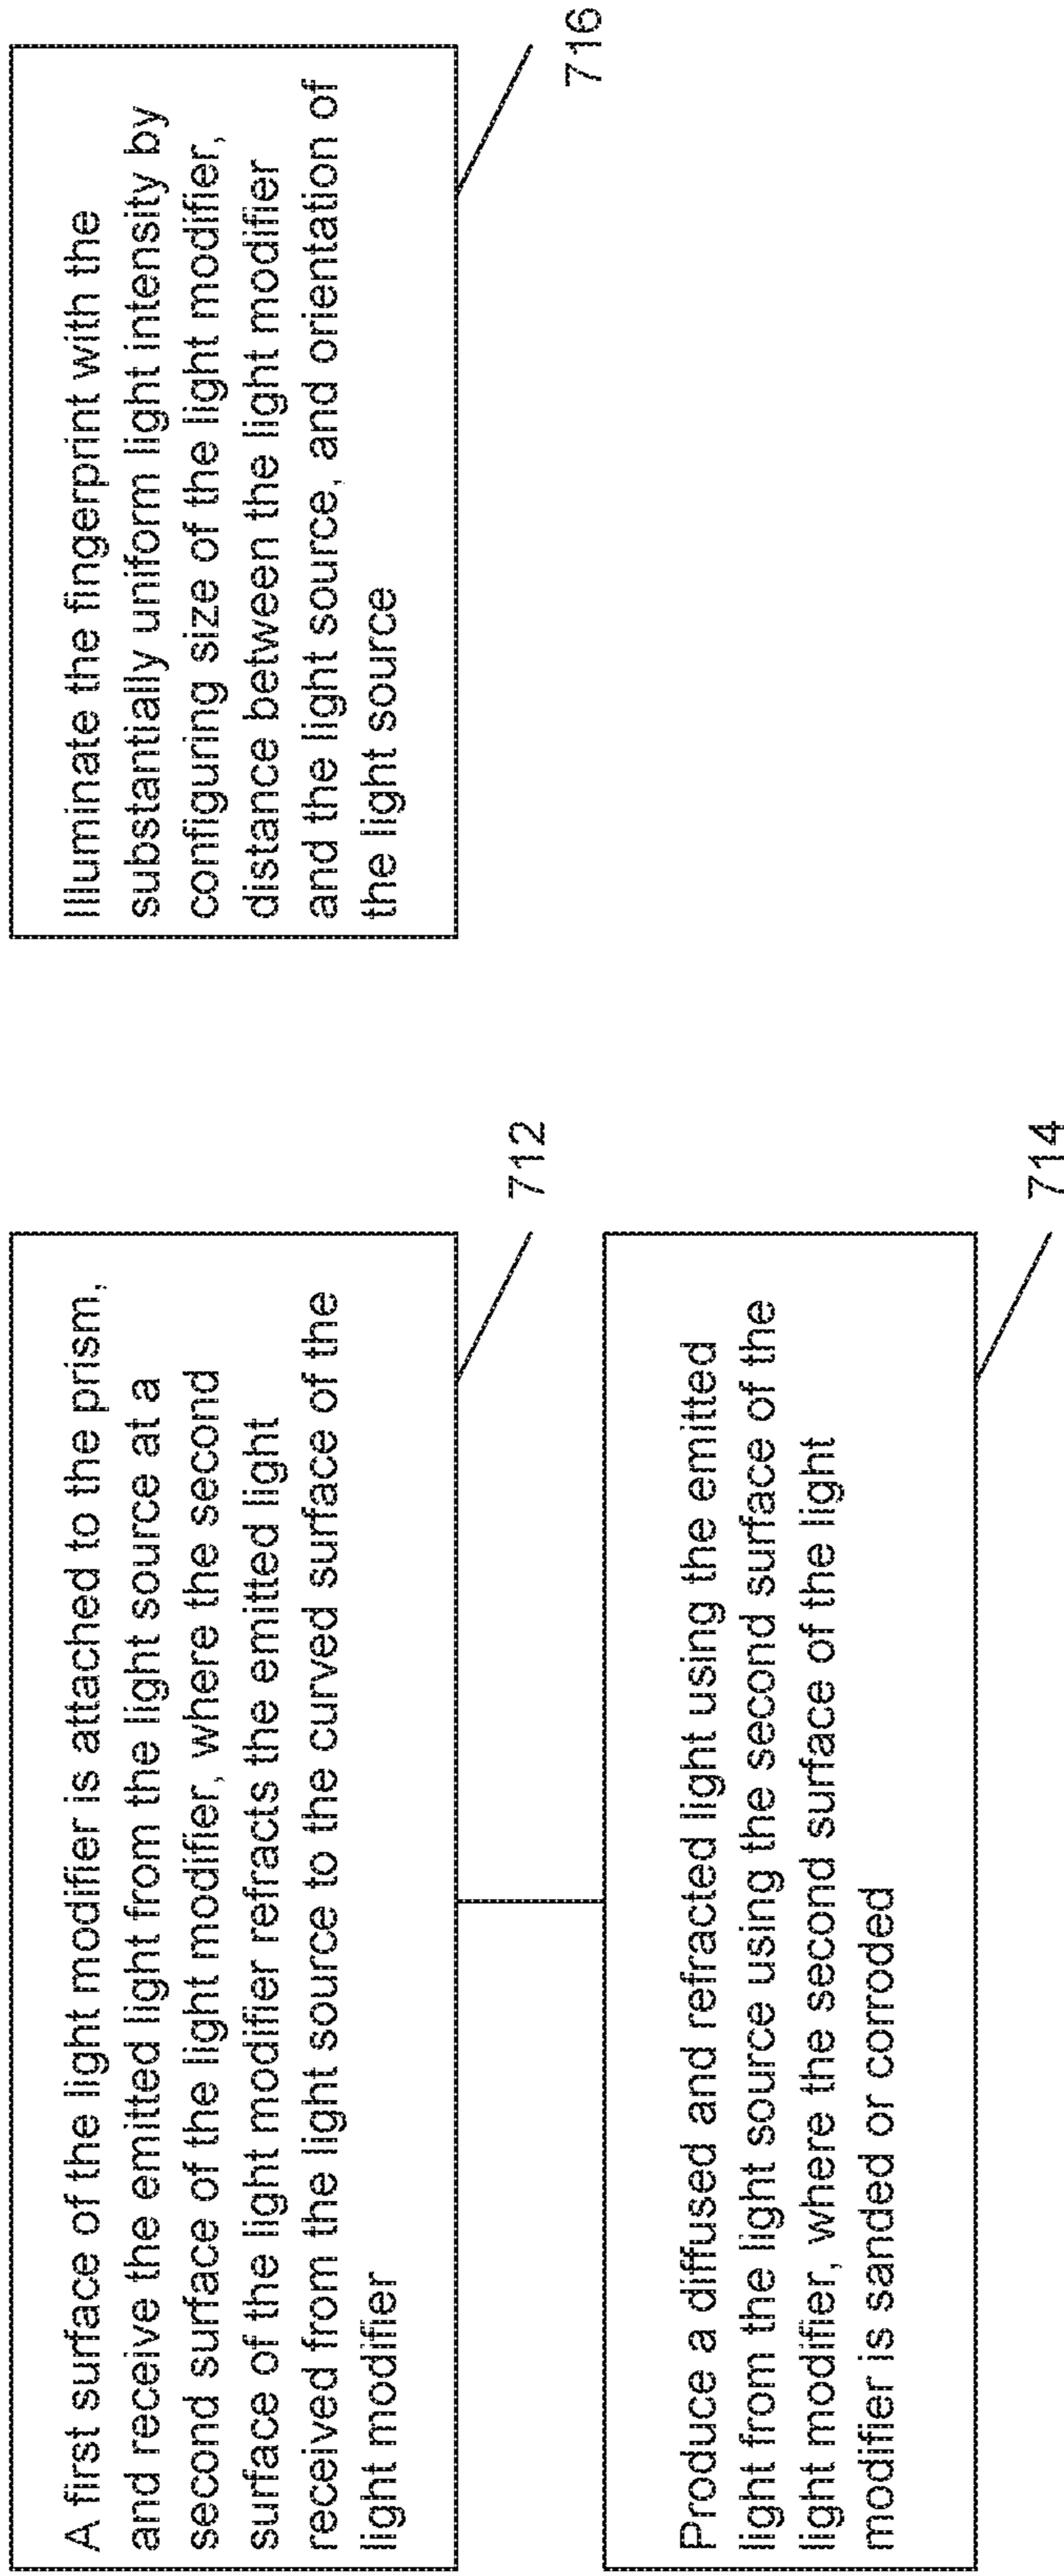 A first surface of the light modifier is attached to the prism,
and receive the emitted light from the light source at a
second surface of the light modifier, where the second
surface of the light modifier refracts the emitted light
received from the light source to the curved surface of the
light modifier
712
Produce a diffused and refracted light using the emitted
light from the light source using the second surface of the
light modifier, where the second surface of the light
modifier is sanded or corroded
714
Illuminate the fingerprint with the
substantially uniform light intensity by
configuring size of the light modifier,
distance between the light modifier
and the light source, and orientation of
the light source
716